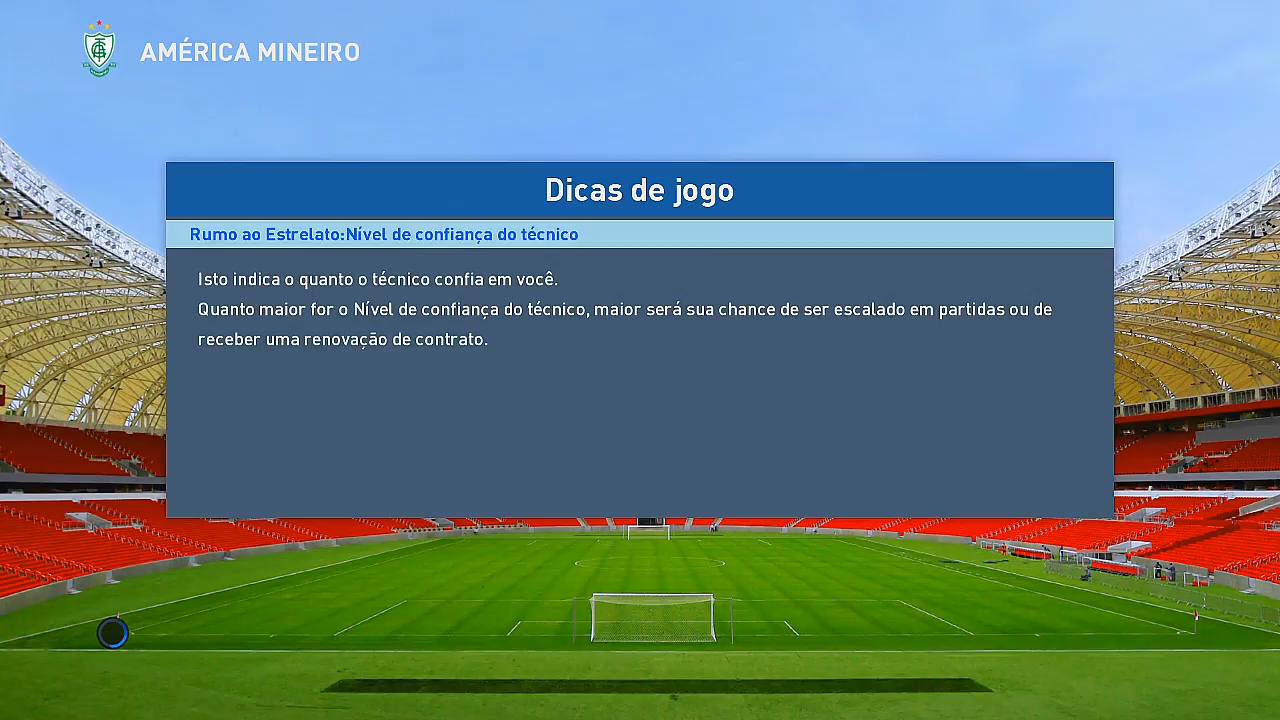 AMÉRICA MINEIRO
Dicas de jogo
Rumo ao Estrelato:Nível de confiança do técnico
Isto indica o quanto o técnico confia em você.
Quanto maior for o Nível de confiança do técnico, maior será sua chance de ser escalado em partidas ou de
receber uma renovação de contrato.